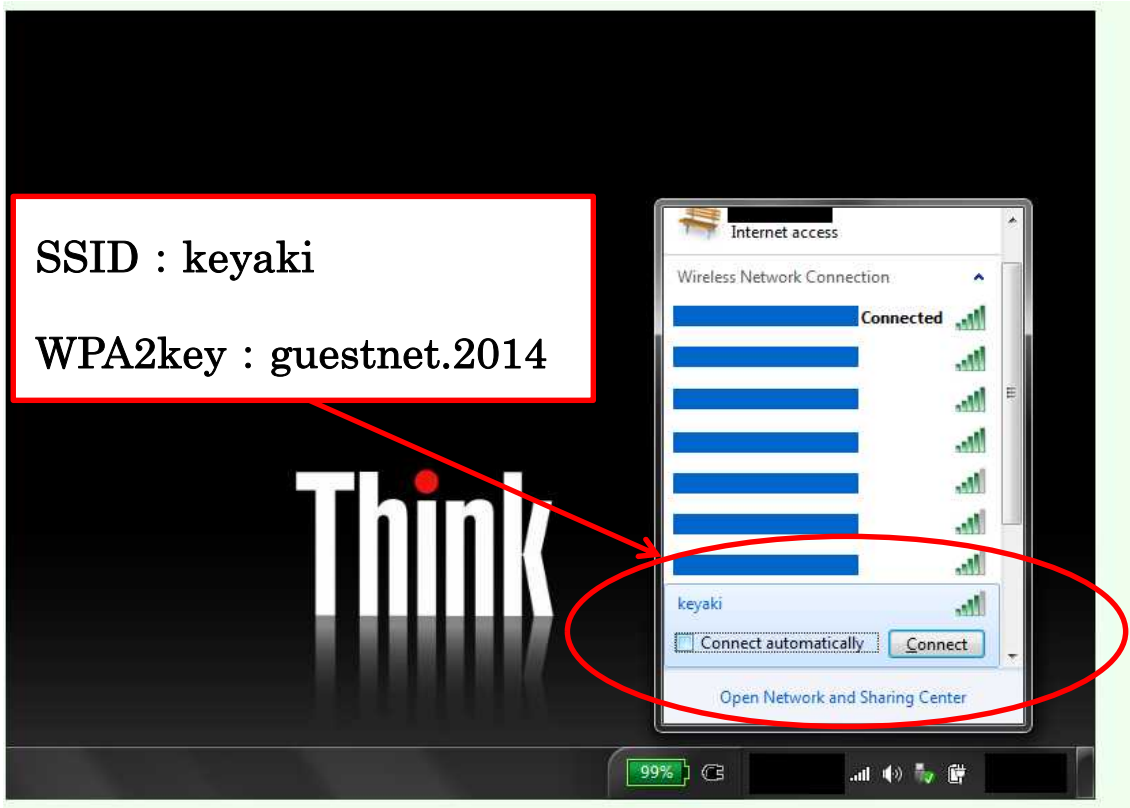 SSID : keyaki
WPA2key : guestnet.2014
Think
Internet access
Wireless Network Connection
Connected
keyaki
Connect automatically
Connect
Open Network and Sharing Center
99%